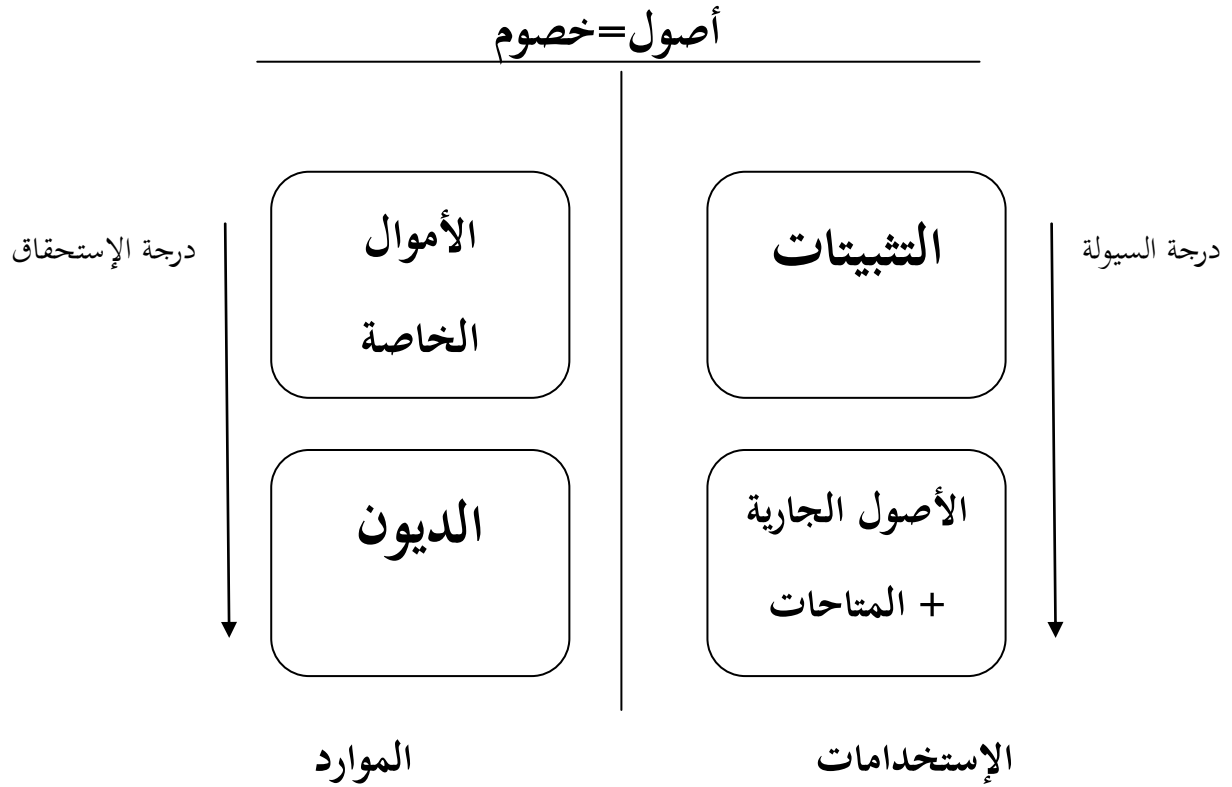 أصول=خصوم
درجة السيولة
التثبيتات
الأصول الجارية
+ المتاحات
الإستخدامات
الأموال
الخاصة
درجة الإستحقاق
الديون
الموارد